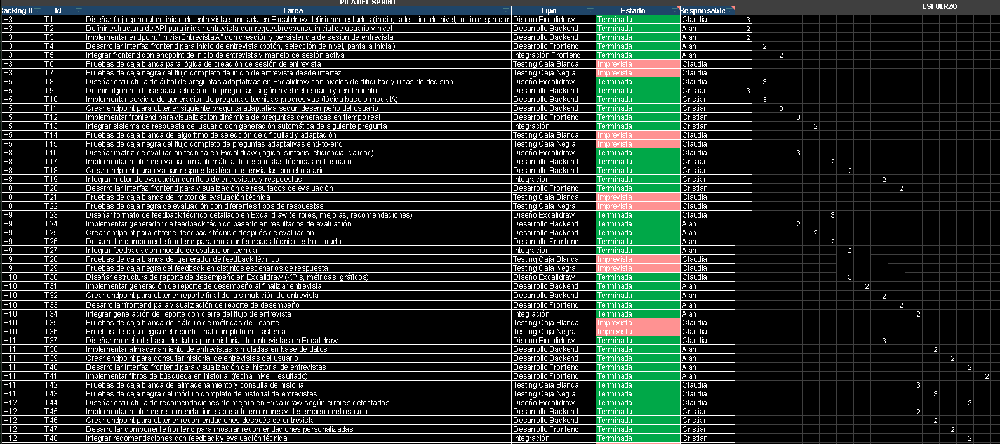 PILA DEL SPRINT
ESFUERZO
Backlog II Id Tarea Tipo Estado Responsable
H3 T1 Diseñar flujo general de inicio de entrevista simulada en Excalidraw definiendo estados (inicio, selección de nivel, inicio de pregun Diseño Excalidraw Terminada Claudia 3
H3 T2 Definir estructura de API para iniciar entrevista con request/response inicial de usuario y nivel Desarrollo Backend Terminada Alan 2
H3 T3 Implementar endpoint "IniciarEntrevistaIA" con creación y persistencia de sesión de entrevista Desarrollo Backend Terminada Alan 2
H3 T4 Desarrollar interfaz frontend para inicio de entrevista (botón, selección de nivel, pantalla inicial) Desarrollo Frontend Terminada Alan 2
H3 T5 Integrar frontend con endpoint de inicio de entrevista y manejo de sesión activa Integración Frontend Terminada Alan 2
H3 T6 Pruebas de caja blanca para lógica de creación de sesión de entrevista Testing Caja Blanca Imprevista Claudia
H3 T7 Pruebas de caja negra del flujo completo de inicio de entrevista desde interfaz Testing Caja Negra Imprevista Claudia
H5 T8 Diseñar estructura de árbol de preguntas adaptativas en Excalidraw con niveles de dificultad y rutas de decisión Diseño Excalidraw Terminada Claudia 3
H5 T9 Definir algoritmo base para selección de preguntas según nivel del usuario y rendimiento Desarrollo Backend Terminada Cristian 3
H5 T10 Implementar servicio de generación de preguntas técnicas progresivas (lógica base o mock IA) Desarrollo Backend Terminada Cristian 3
H5 T11 Crear endpoint para obtener siguiente pregunta adaptativa según desempeño del usuario Desarrollo Backend Terminada Cristian 3
H5 T12 Implementar frontend para visualización dinámica de preguntas generadas en tiempo real Desarrollo Frontend Terminada Cristian 3
H5 T13 Integrar sistema de respuesta del usuario con generación automática de siguiente pregunta Integración Terminada Cristian 2
H5 T14 Pruebas de caja blanca del algoritmo de selección de dificultad y adaptación Testing Caja Blanca Imprevista Claudia
H5 T15 Pruebas de caja negra del flujo completo de preguntas adaptativas end-to-end Testing Caja Negra Imprevista Claudia
H8 T16 Diseñar matriz de evaluación técnica en Excalidraw (lógica, sintaxis, eficiencia, calidad) Diseño Excalidraw Terminada Claudia 3
H8 T17 Implementar motor de evaluación automática de respuestas técnicas del usuario Desarrollo Backend Terminada Cristian 2
H8 T18 Crear endpoint para evaluar respuestas técnicas enviadas por el usuario Desarrollo Backend Terminada Cristian 2
H8 T19 Integrar motor de evaluación con flujo de entrevistas y respuestas Integración Terminada Cristian 2
H8 T20 Desarrollar interfaz frontend para visualización de resultados de evaluación Desarrollo Frontend Terminada Cristian 2
H8 T21 Pruebas de caja blanca del motor de evaluación técnica Testing Caja Blanca Imprevista Claudia
H8 T22 Pruebas de caja negra de evaluación con diferentes tipos de respuestas Testing Caja Negra Imprevista Claudia
H9 T23 Diseñar formato de feedback técnico detallado en Excalidraw (errores, mejoras, recomendaciones) Diseño Excalidraw Terminada Claudia 3
H9 T24 Implementar generador de feedback técnico basado en resultados de evaluación Desarrollo Backend Terminada Alan 2
H9 T25 Crear endpoint para obtener feedback técnico después de evaluación Desarrollo Backend Terminada Alan 2
H9 T26 Desarrollar componente frontend para mostrar feedback técnico estructurado Desarrollo Frontend Terminada Alan 2
H9 T27 Integrar feedback con módulo de evaluación técnica Integración Terminada Alan 2
H9 T28 Pruebas de caja blanca del generador de feedback técnico Testing Caja Blanca Imprevista Claudia
H9 T29 Pruebas de caja negra del feedback en distintos escenarios de respuesta Testing Caja Negra Imprevista Claudia
H10 T30 Diseñar estructura de reporte de desempeño en Excalidraw (KPIs, métricas, gráficos) Diseño Excalidraw Terminada Claudia 3
H10 T31 Implementar generación de reporte de desempeño al finalizar entrevista Desarrollo Backend Terminada Alan 2
H10 T32 Crear endpoint para obtener reporte final de la simulación de entrevista Desarrollo Backend Terminada Alan 2
H10 T33 Desarrollar frontend para visualización de reporte de desempeño Desarrollo Frontend Terminada Alan 2
H10 T34 Integrar generación de reporte con cierre del flujo de entrevista Integración Terminada Alan 2
H10 T35 Pruebas de caja blanca del cálculo de métricas del reporte Testing Caja Blanca Imprevista Claudia
H10 T36 Pruebas de caja negra del reporte final completo del sistema Testing Caja Negra Imprevista Claudia
H11 T37 Diseñar modelo de base de datos para historial de entrevistas en Excalidraw Diseño Excalidraw Terminada Claudia 3
H11 T38 Implementar almacenamiento de entrevistas simuladas en base de datos Desarrollo Backend Terminada Alan 2
H11 T39 Crear endpoint para consultar historial de entrevistas del usuario Desarrollo Backend Terminada Alan 2
H11 T40 Desarrollar interfaz frontend para visualización del historial de entrevistas Desarrollo Frontend Terminada Alan 2
H11 T41 Implementar filtros de búsqueda en historial (fecha, nivel, resultado) Desarrollo Frontend Terminada Alan 2
H11 T42 Pruebas de caja blanca del almacenamiento y consulta de historial Testing Caja Blanca Terminada Claudia 3
H11 T43 Pruebas de caja negra del módulo completo de historial de entrevistas Testing Caja Negra Terminada Claudia 3
H12 T44 Diseñar estructura de recomendaciones de mejora en Excalidraw según errores detectados Diseño Excalidraw Terminada Claudia 3
H12 T45 Implementar motor de recomendaciones basado en errores y desempeño del usuario Desarrollo Backend Terminada Cristian 2
H12 T46 Crear endpoint para obtener recomendaciones después de entrevista Desarrollo Backend Terminada Cristian 2
H12 T47 Desarrollar componente frontend para mostrar recomendaciones personalizadas Desarrollo Frontend Terminada Cristian 2
H12 T48 Integrar recomendaciones con feedback y evaluación técnica Integración Terminada Cristian 2